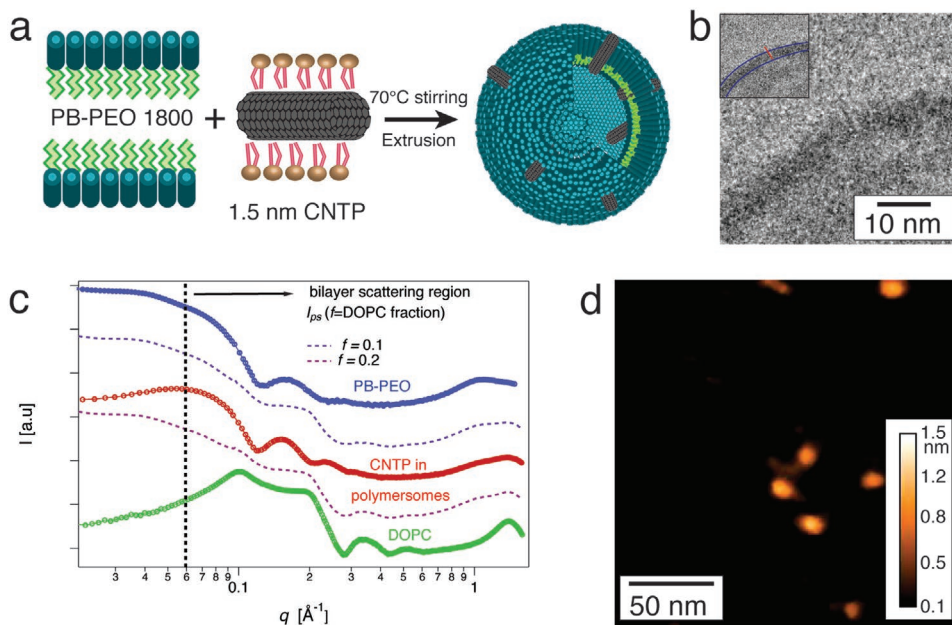 a
PB-PEO 1800
+
1.5 nm CNTP
70°C stirring
Extrusion
b
10 nm
c
bilayer scattering region
I_ps (f=DOPC fraction)
f = 0.1
f = 0.2
PB-PEO
CNTP in
polymersomes
DOPC
I [a.u]
3 4 5 6 7 8 9 0.1 2 3 4 5 6 7 8 9 1
q [Å⁻¹]
d
50 nm
1.5
nm
1.2
0.8
0.5
0.1